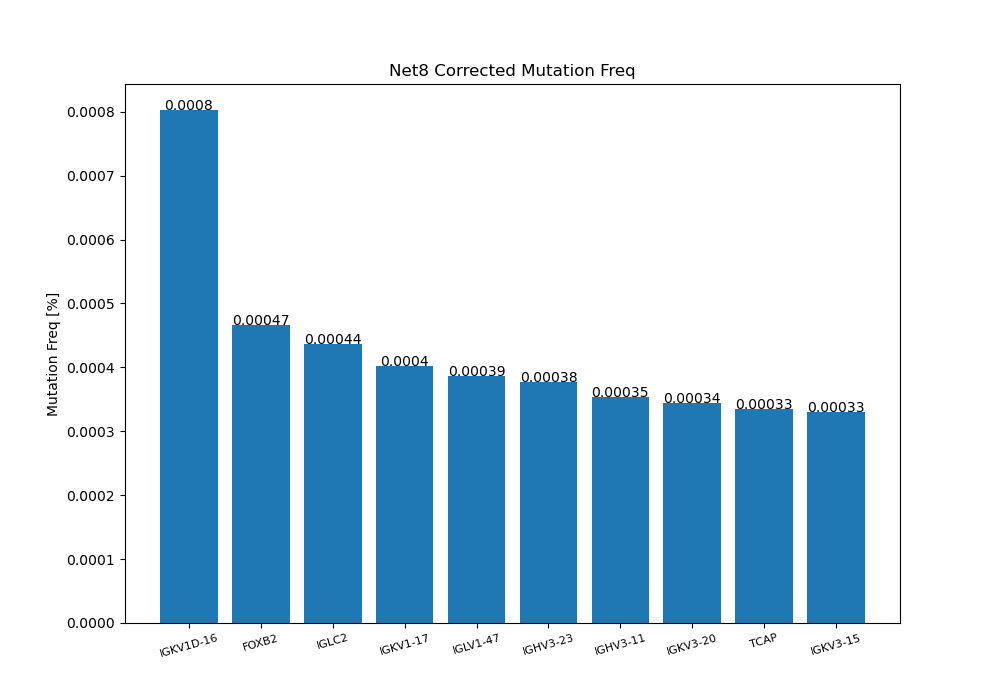 Net8 Corrected Mutation Freq
Mutation Freq [%]
0.0008
0.0007
0.0006
0.0005
0.0004
0.0003
0.0002
0.0001
0.0000
0.0008
0.00047
0.00044
0.0004
0.00039
0.00038
0.00035
0.00034
0.00033
0.00033
IGKV1D-16
FOXB2
IGLC2
IGKV1-17
IGLV1-47
IGHV3-23
IGHV3-11
IGKV3-20
TCAP
IGKV3-15